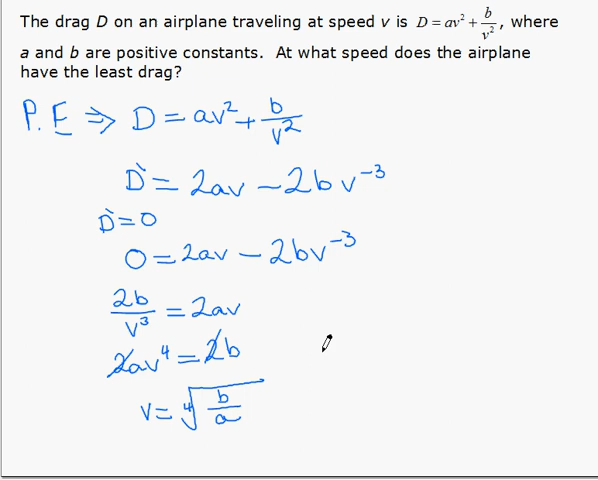 The drag D on an airplane traveling at speed v is D = av² + b/v², where
a and b are positive constants. At what speed does the airplane
have the least drag?
P.E ⇒ D = av² + b/v²
D' = 2av − 2bv⁻³
D' = 0
0 = 2av − 2bv⁻³
2b/v³ = 2av
2av⁴ = 2b
v = ⁴√(b/a)